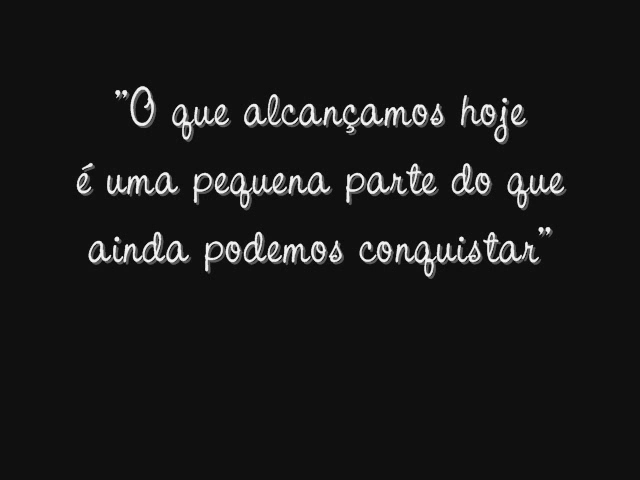 "O que alcançamos hoje
é uma pequena parte do que
ainda podemos conquistar"